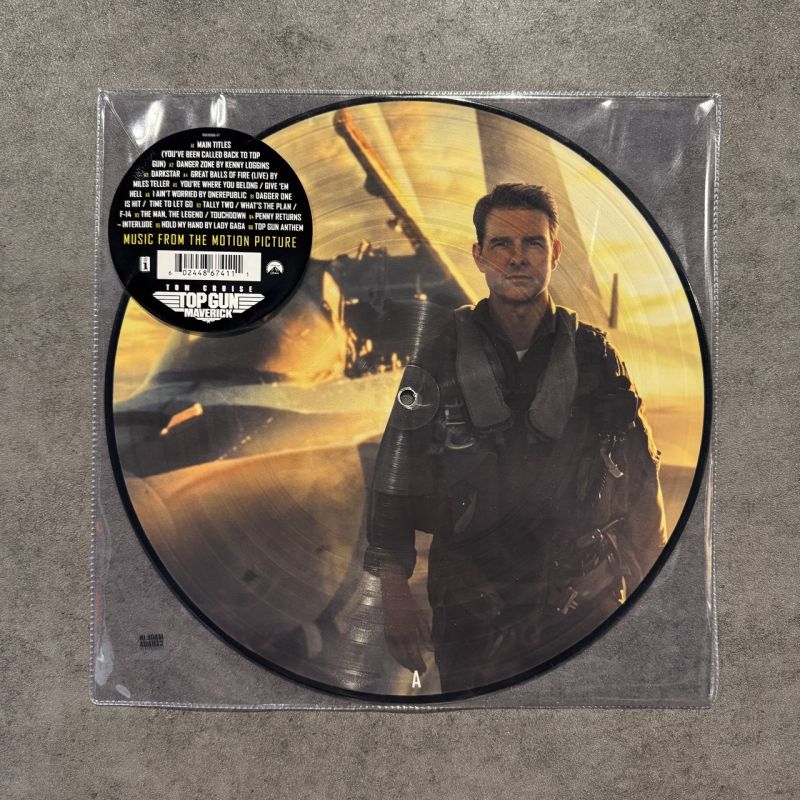 A1 MAIN TITLES
(YOU'VE BEEN CALLED BACK TO TOP
GUN) A2 DANGER ZONE BY KENNY LOGGINS
A3 DARKSTAR A4 GREAT BALLS OF FIRE (LIVE) BY
MILES TELLER A5 YOU'RE WHERE YOU BELONG / GIVE 'EM
HELL A6 I AIN'T WORRIED BY ONEREPUBLIC B1 DAGGER ONE
IS HIT / TIME TO LET GO B2 TALLY TWO / WHAT'S THE PLAN /
F-14 B3 THE MAN, THE LEGEND / TOUCHDOWN B4 PENNY RETURNS
- INTERLUDE B5 HOLD MY HAND BY LADY GAGA B6 TOP GUN ANTHEM
MUSIC FROM THE MOTION PICTURE
6 02448 67411 1
TOM CRUISE
TOP GUN
MAVERICK
MADE IN
CANADA
A